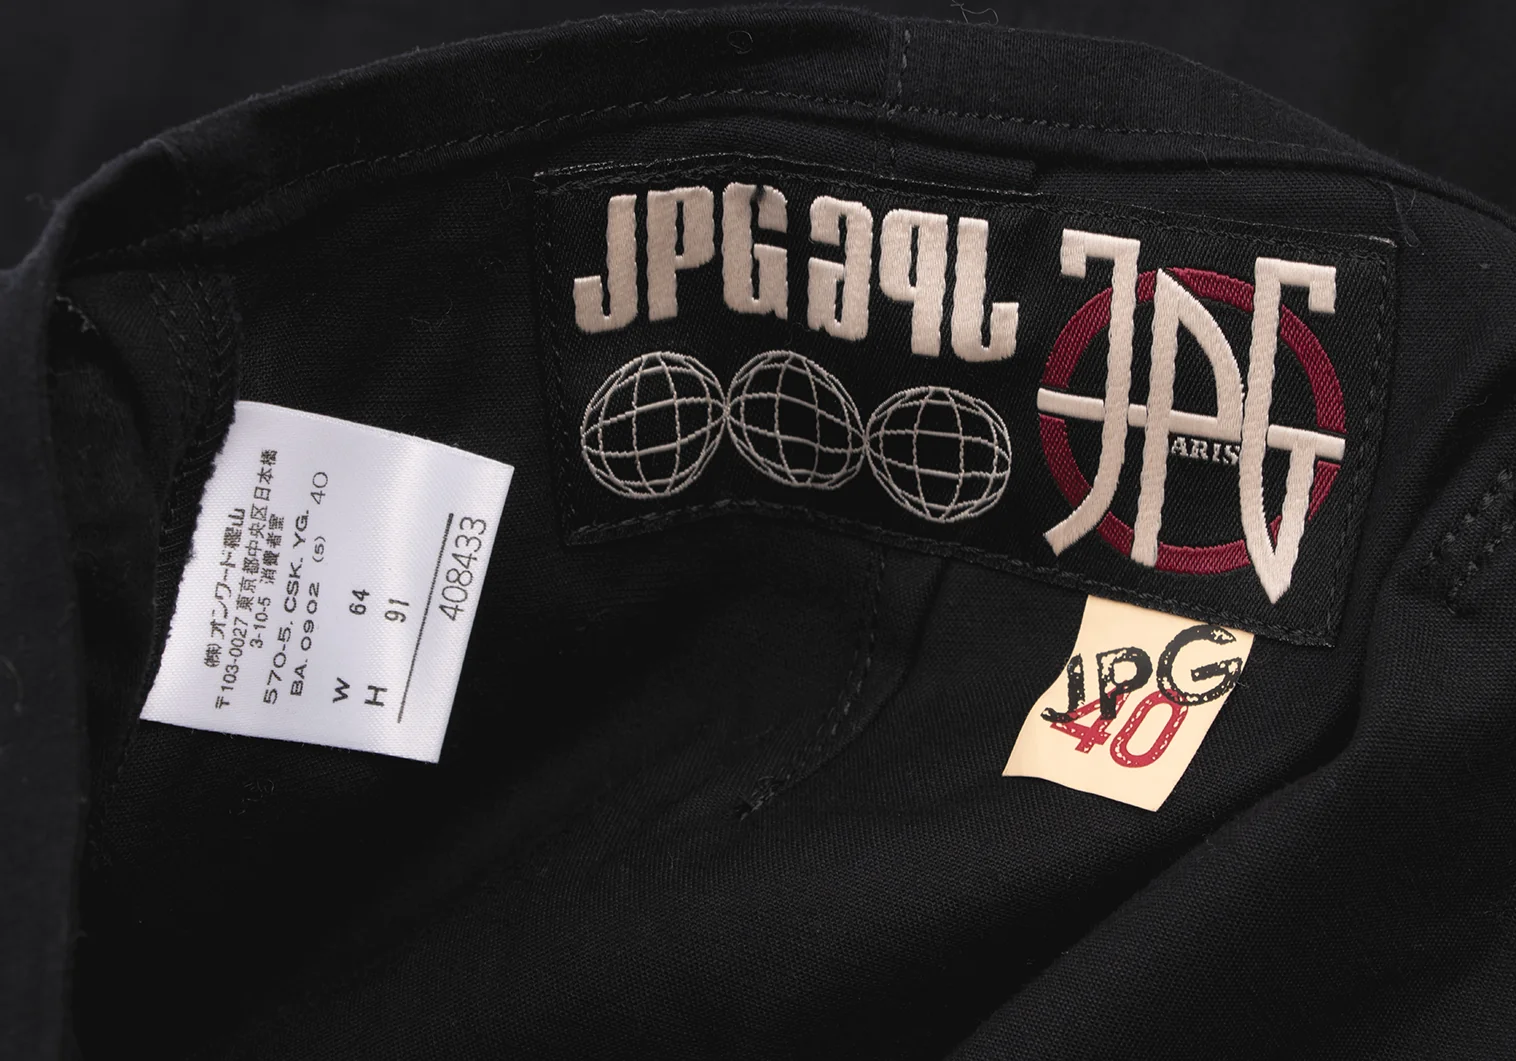 JPG JPG
JPG
PARIS
JPG
40
(株)オンワード樫山
〒103-0027 東京都中央区日本橋
3-10-5 消費者室
570-5. CSK. YG. 40
BA. 0902 (5)
W 64
H 91
408433